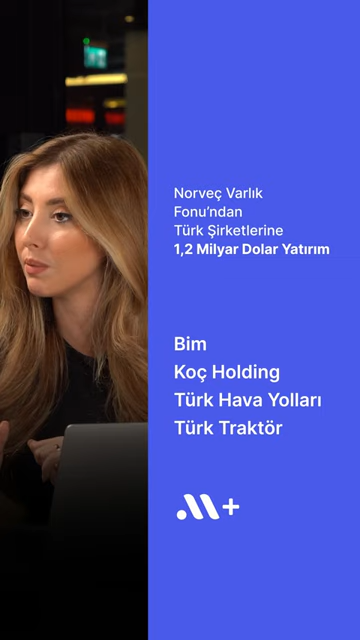 Norveç Varlık
Fonu'ndan
Türk Şirketlerine
1,2 Milyar Dolar Yatırım
Bim
Koç Holding
Türk Hava Yolları
Türk Traktör
.M+